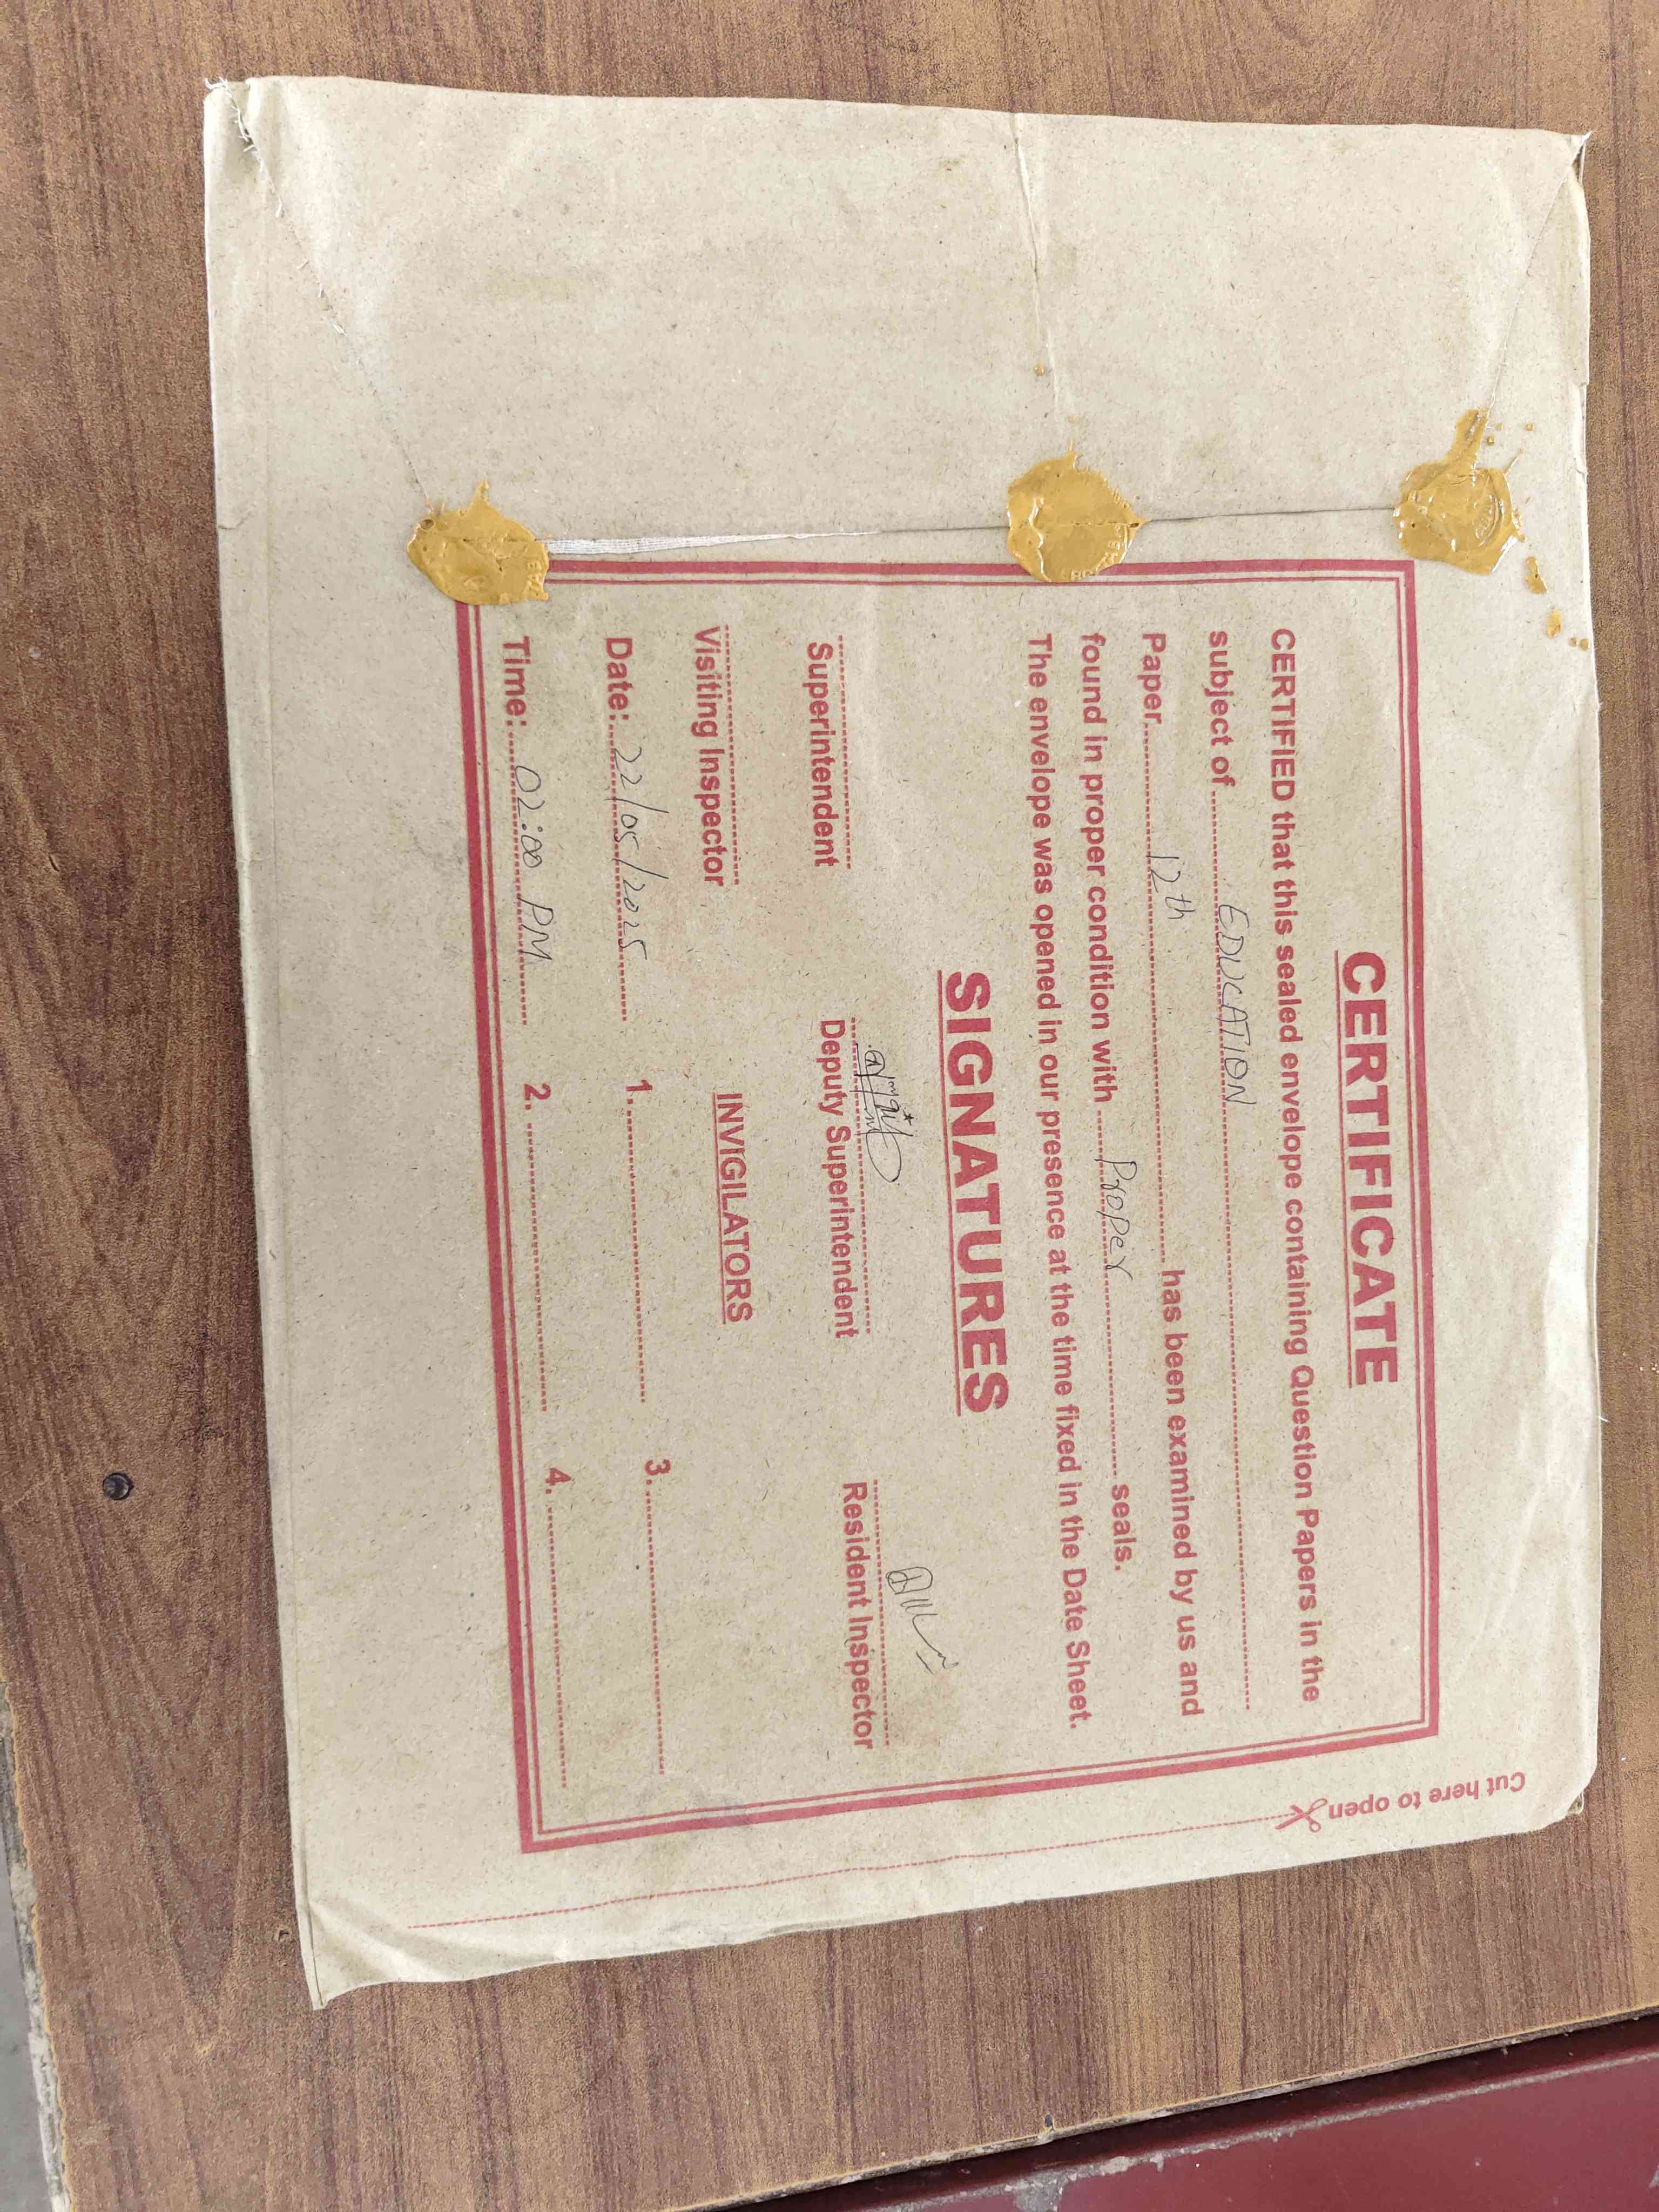 CERTIFICATE
CERTIFIED that this sealed envelope containing Question Papers in the
subject of EDUCATION
Paper 12th has been examined by us and
found in proper condition with Proper seals.
The envelope was opened in our presence at the time fixed in the Date Sheet.
SIGNATURES
Superintendent Deputy Superintendent Resident Inspector
Visiting Inspector INVIGILATORS
Date: 22/05/2025 1. 3.
Time: 02:00 PM 2. 4.
Cut here to open